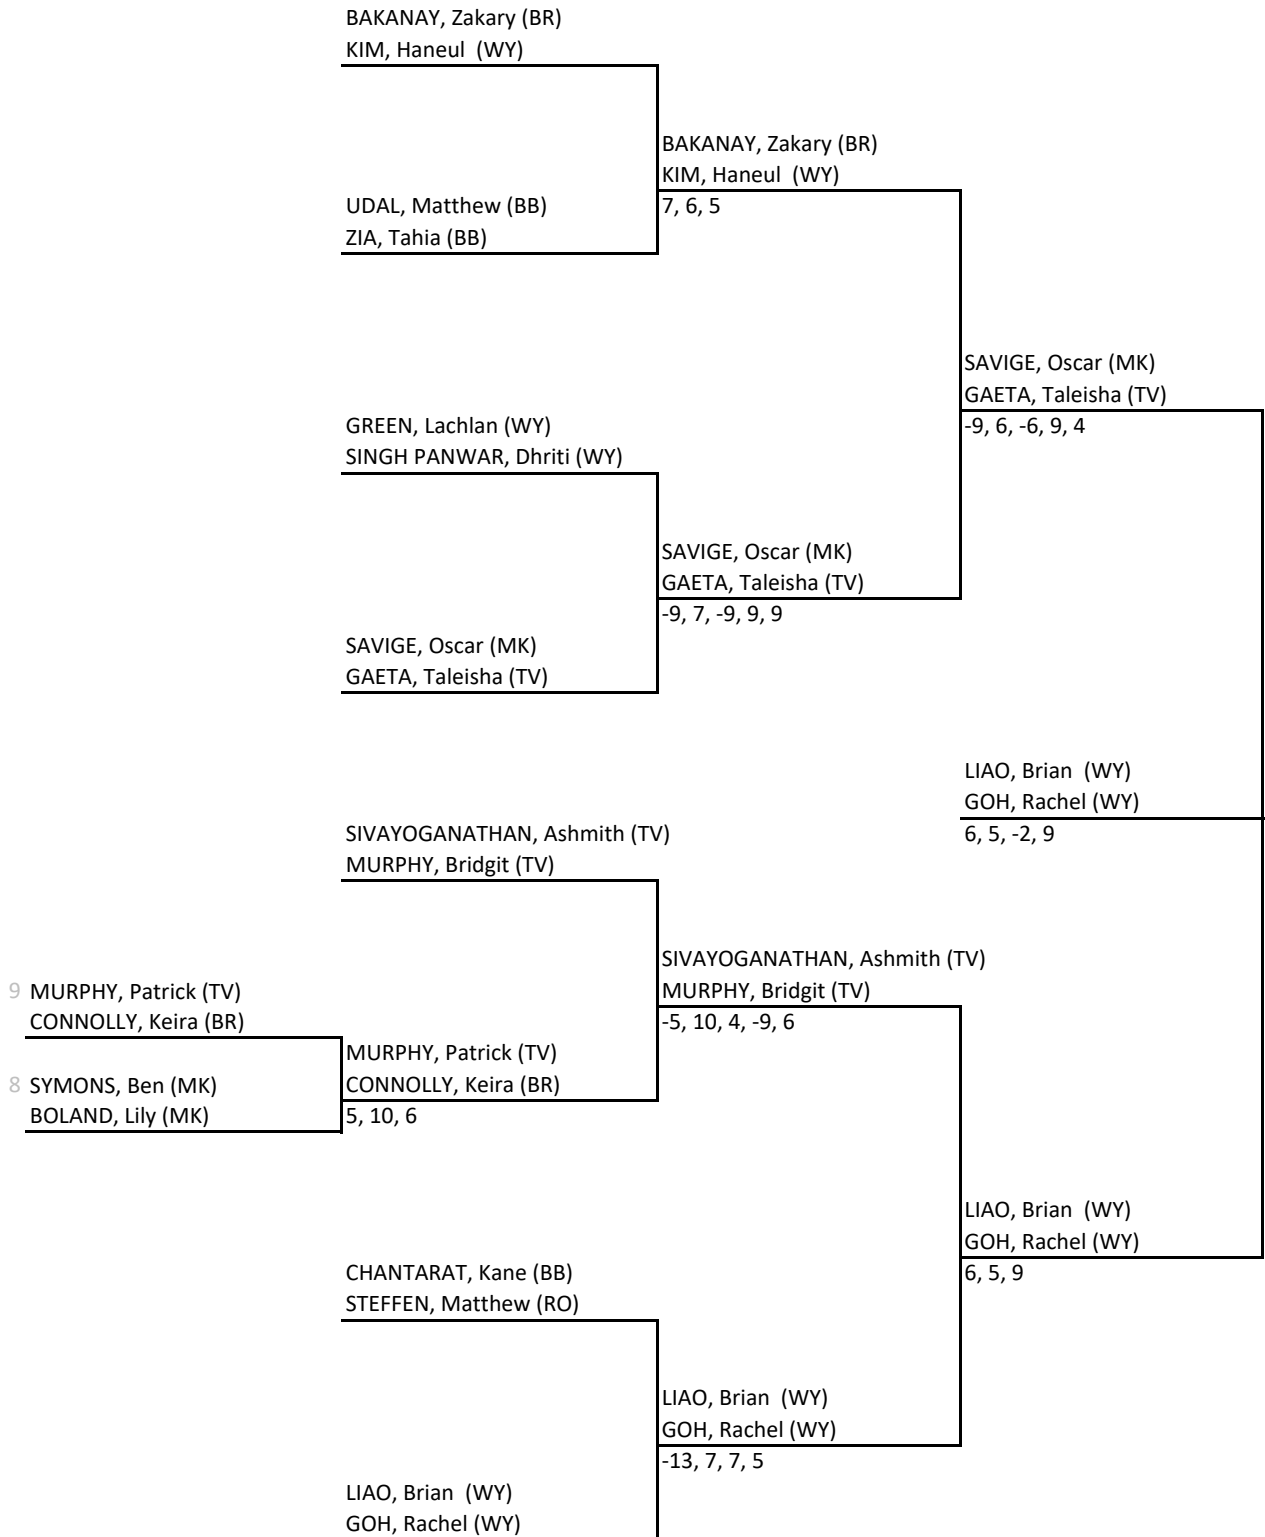 BAKANAY, Zakary (BR)
KIM, Haneul  (WY)
BAKANAY, Zakary (BR)
KIM, Haneul  (WY)
UDAL, Matthew (BB)
7, 6, 5
ZIA, Tahia (BB)
SAVIGE, Oscar (MK)
GAETA, Taleisha (TV)
GREEN, Lachlan (WY)
-9, 6, -6, 9, 4
SINGH PANWAR, Dhriti (WY)
SAVIGE, Oscar (MK)
GAETA, Taleisha (TV)
-9, 7, -9, 9, 9
SAVIGE, Oscar (MK)
GAETA, Taleisha (TV)
LIAO, Brian  (WY)
GOH, Rachel (WY)
SIVAYOGANATHAN, Ashmith (TV)
6, 5, -2, 9
MURPHY, Bridgit (TV)
SIVAYOGANATHAN, Ashmith (TV)
9 MURPHY, Patrick (TV)
MURPHY, Bridgit (TV)
CONNOLLY, Keira (BR)
-5, 10, 4, -9, 6
MURPHY, Patrick (TV)
8 SYMONS, Ben (MK)
CONNOLLY, Keira (BR)
BOLAND, Lily (MK)
5, 10, 6
LIAO, Brian  (WY)
GOH, Rachel (WY)
CHANTARAT, Kane (BB)
6, 5, 9
STEFFEN, Matthew (RO)
LIAO, Brian  (WY)
GOH, Rachel (WY)
-13, 7, 7, 5
LIAO, Brian  (WY)
GOH, Rachel (WY)